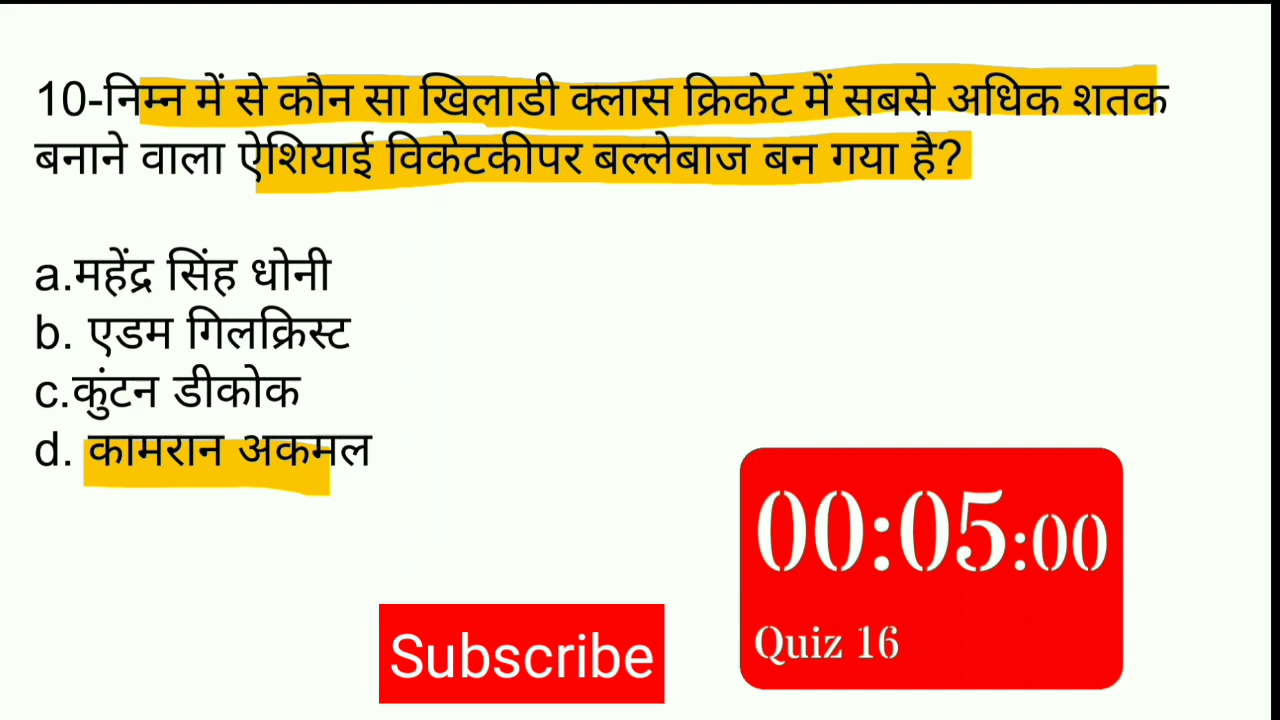 10-निम्न में से कौन सा खिलाडी क्लास क्रिकेट में सबसे अधिक शतक
बनाने वाला ऐशियाई विकेटकीपर बल्लेबाज बन गया है?
a.महेंद्र सिंह धोनी
b. एडम गिलक्रिस्ट
c.कुंटन डीकोक
d. कामरान अकमल
00:05:00
Quiz 16
Subscribe